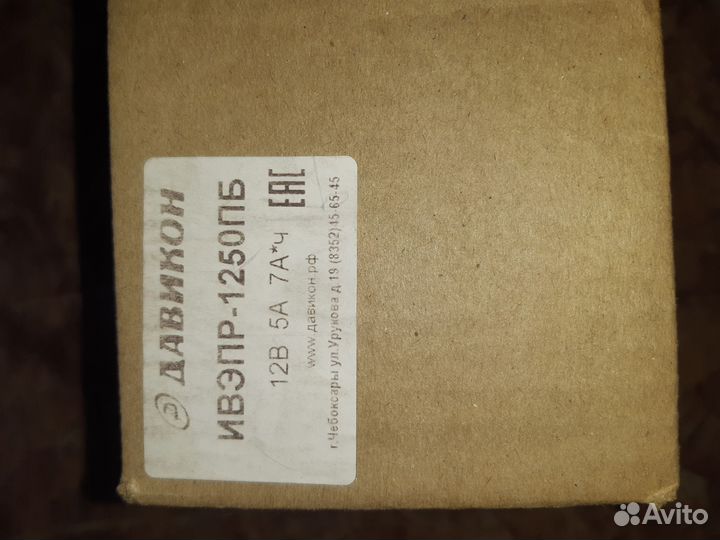 ДАВИКОН
ИВЭПР-1250ПБ
12В 5А 7А*ч
EAC
www.давикон.рф
г.Чебоксары ул.Урукова д.19 (8352)45-65-45
Avito